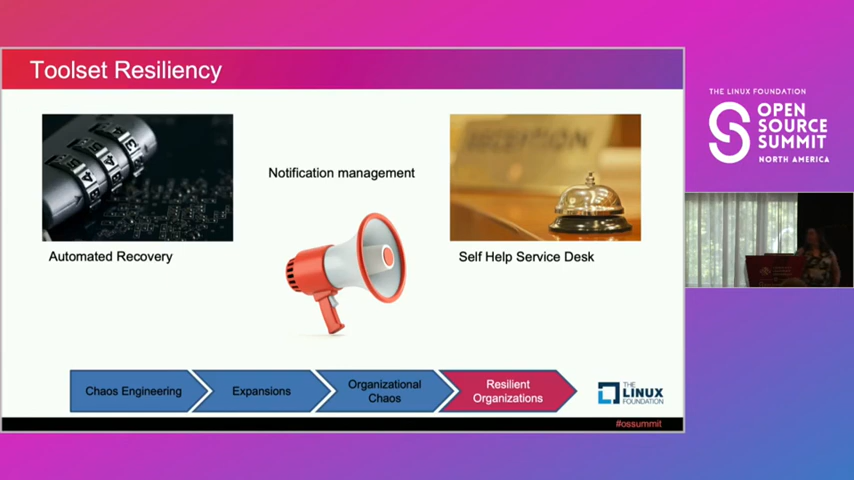 Toolset Resiliency
Notification management
RECEPTION
Automated Recovery
Self Help Service Desk
Chaos Engineering
Expansions
Organizational
Chaos
Resilient
Organizations
THE
LINUX
FOUNDATION
#ossummit
THE LINUX FOUNDATION
OPEN
SOURCE
SUMMIT
NORTH AMERICA